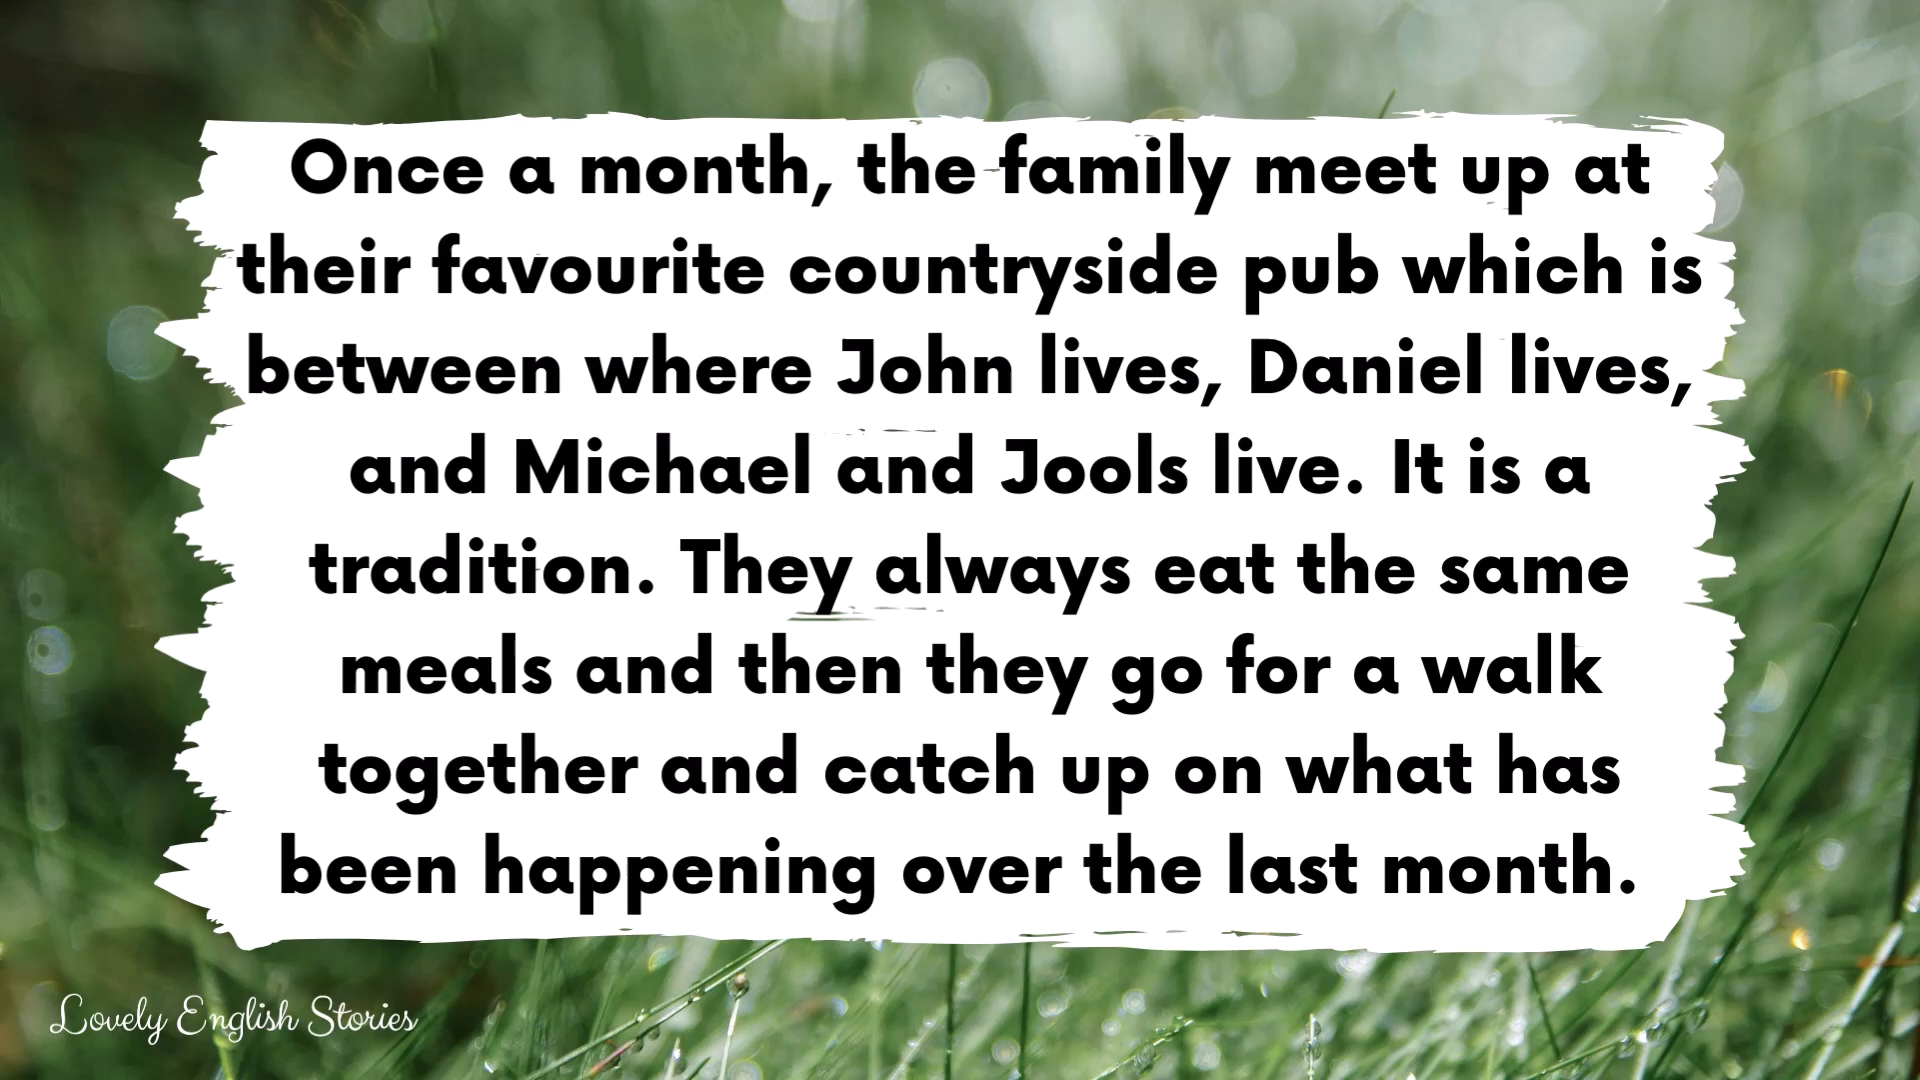 Once a month, the family meet up at
their favourite countryside pub which is
between where John lives, Daniel lives,
and Michael and Jools live. It is a
tradition. They always eat the same
meals and then they go for a walk
together and catch up on what has
been happening over the last month.
Lovely English Stories